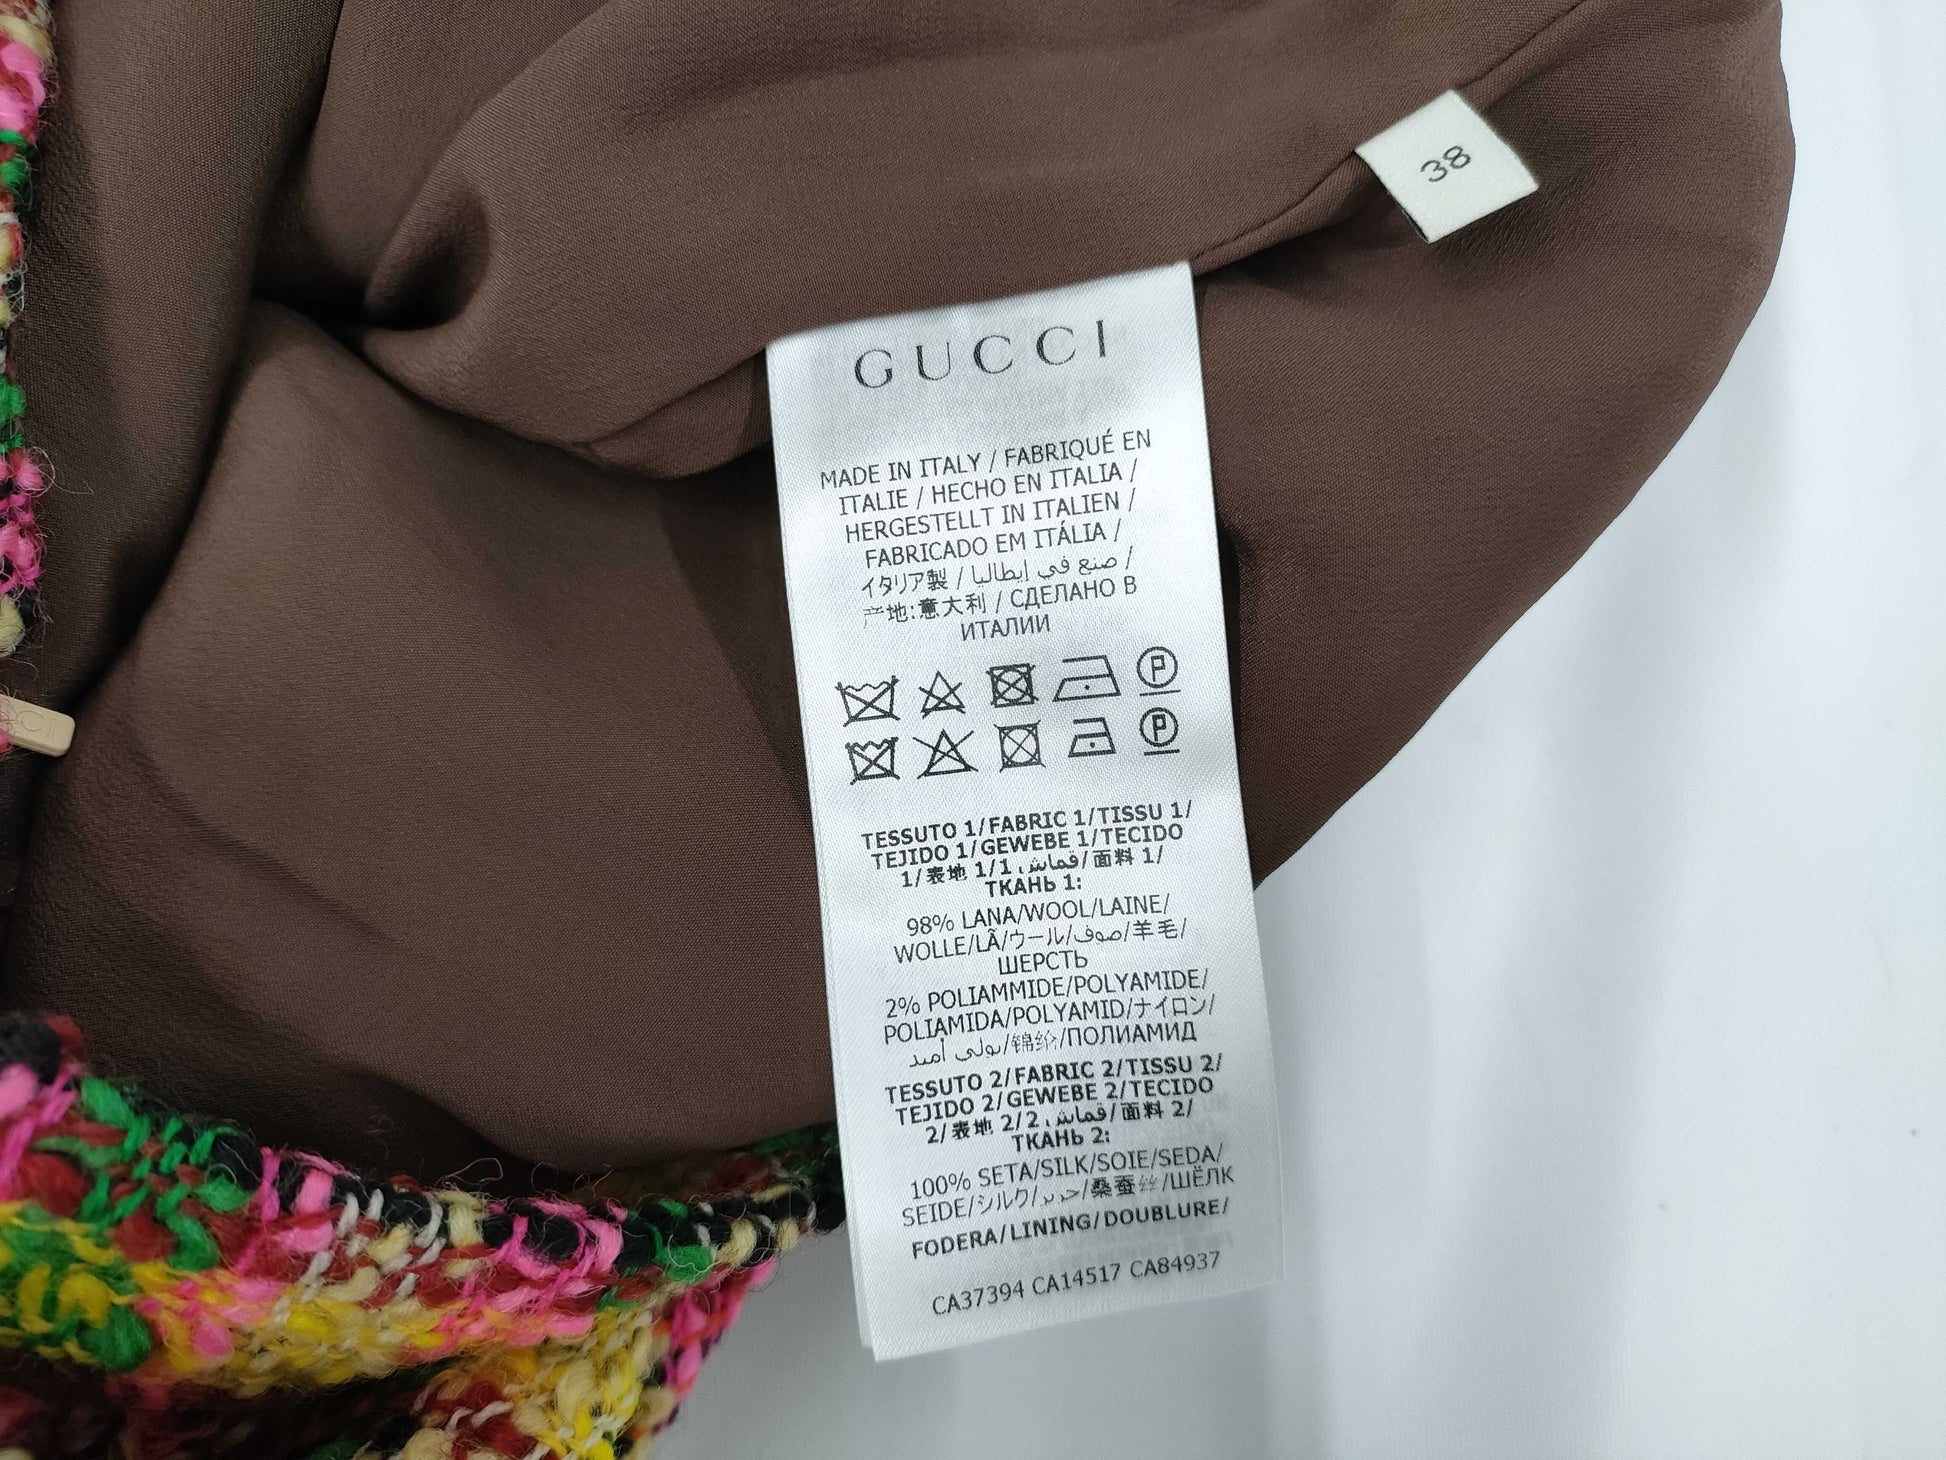 38
GUCCI
MADE IN ITALY / FABRIQUÉ EN
ITALIE / HECHO EN ITALIA /
HERGESTELLT IN ITALIEN /
FABRICADO EM ITÁLIA /
イタリア製 / صنع في إيطاليا /
产地:意大利 / СДЕЛАНО В
ИТАЛИИ
P
P
TESSUTO 1/FABRIC 1/TISSU 1/
TEJIDO 1/GEWEBE 1/TECIDO
1/表地 1/1 قماش/面料 1/
ТКАНЬ 1:
98% LANA/WOOL/LAINE/
WOLLE/LÃ/ウール/صوف/羊毛/
ШЕРСТЬ
2% POLIAMMIDE/POLYAMIDE/
POLIAMIDA/POLYAMID/ナイロン/
بولي أميد/锦纶/ПОЛИАМИД
TESSUTO 2/FABRIC 2/TISSU 2/
TEJIDO 2/GEWEBE 2/TECIDO
2/表地 2/2 قماش/面料 2/
ТКАНЬ 2:
100% SETA/SILK/SOIE/SEDA/
SEIDE/シルク/حرير/桑蚕丝/ШЁЛК
FODERA/LINING/DOUBLURE/
CA37394 CA14517 CA84937